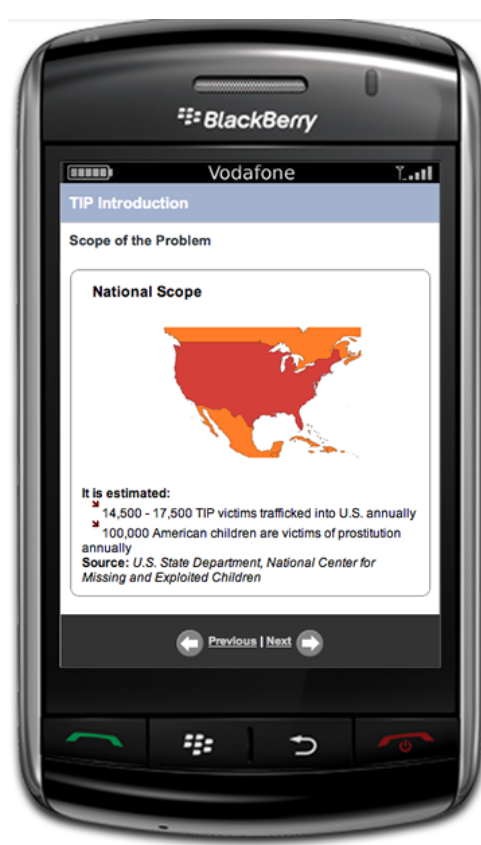 BlackBerry
Vodafone
TIP Introduction
Scope of the Problem
National Scope
It is estimated:
14,500 - 17,500 TIP victims trafficked into U.S. annually
100,000 American children are victims of prostitution
annually
Source: U.S. State Department, National Center for
Missing and Exploited Children
Previous | Next